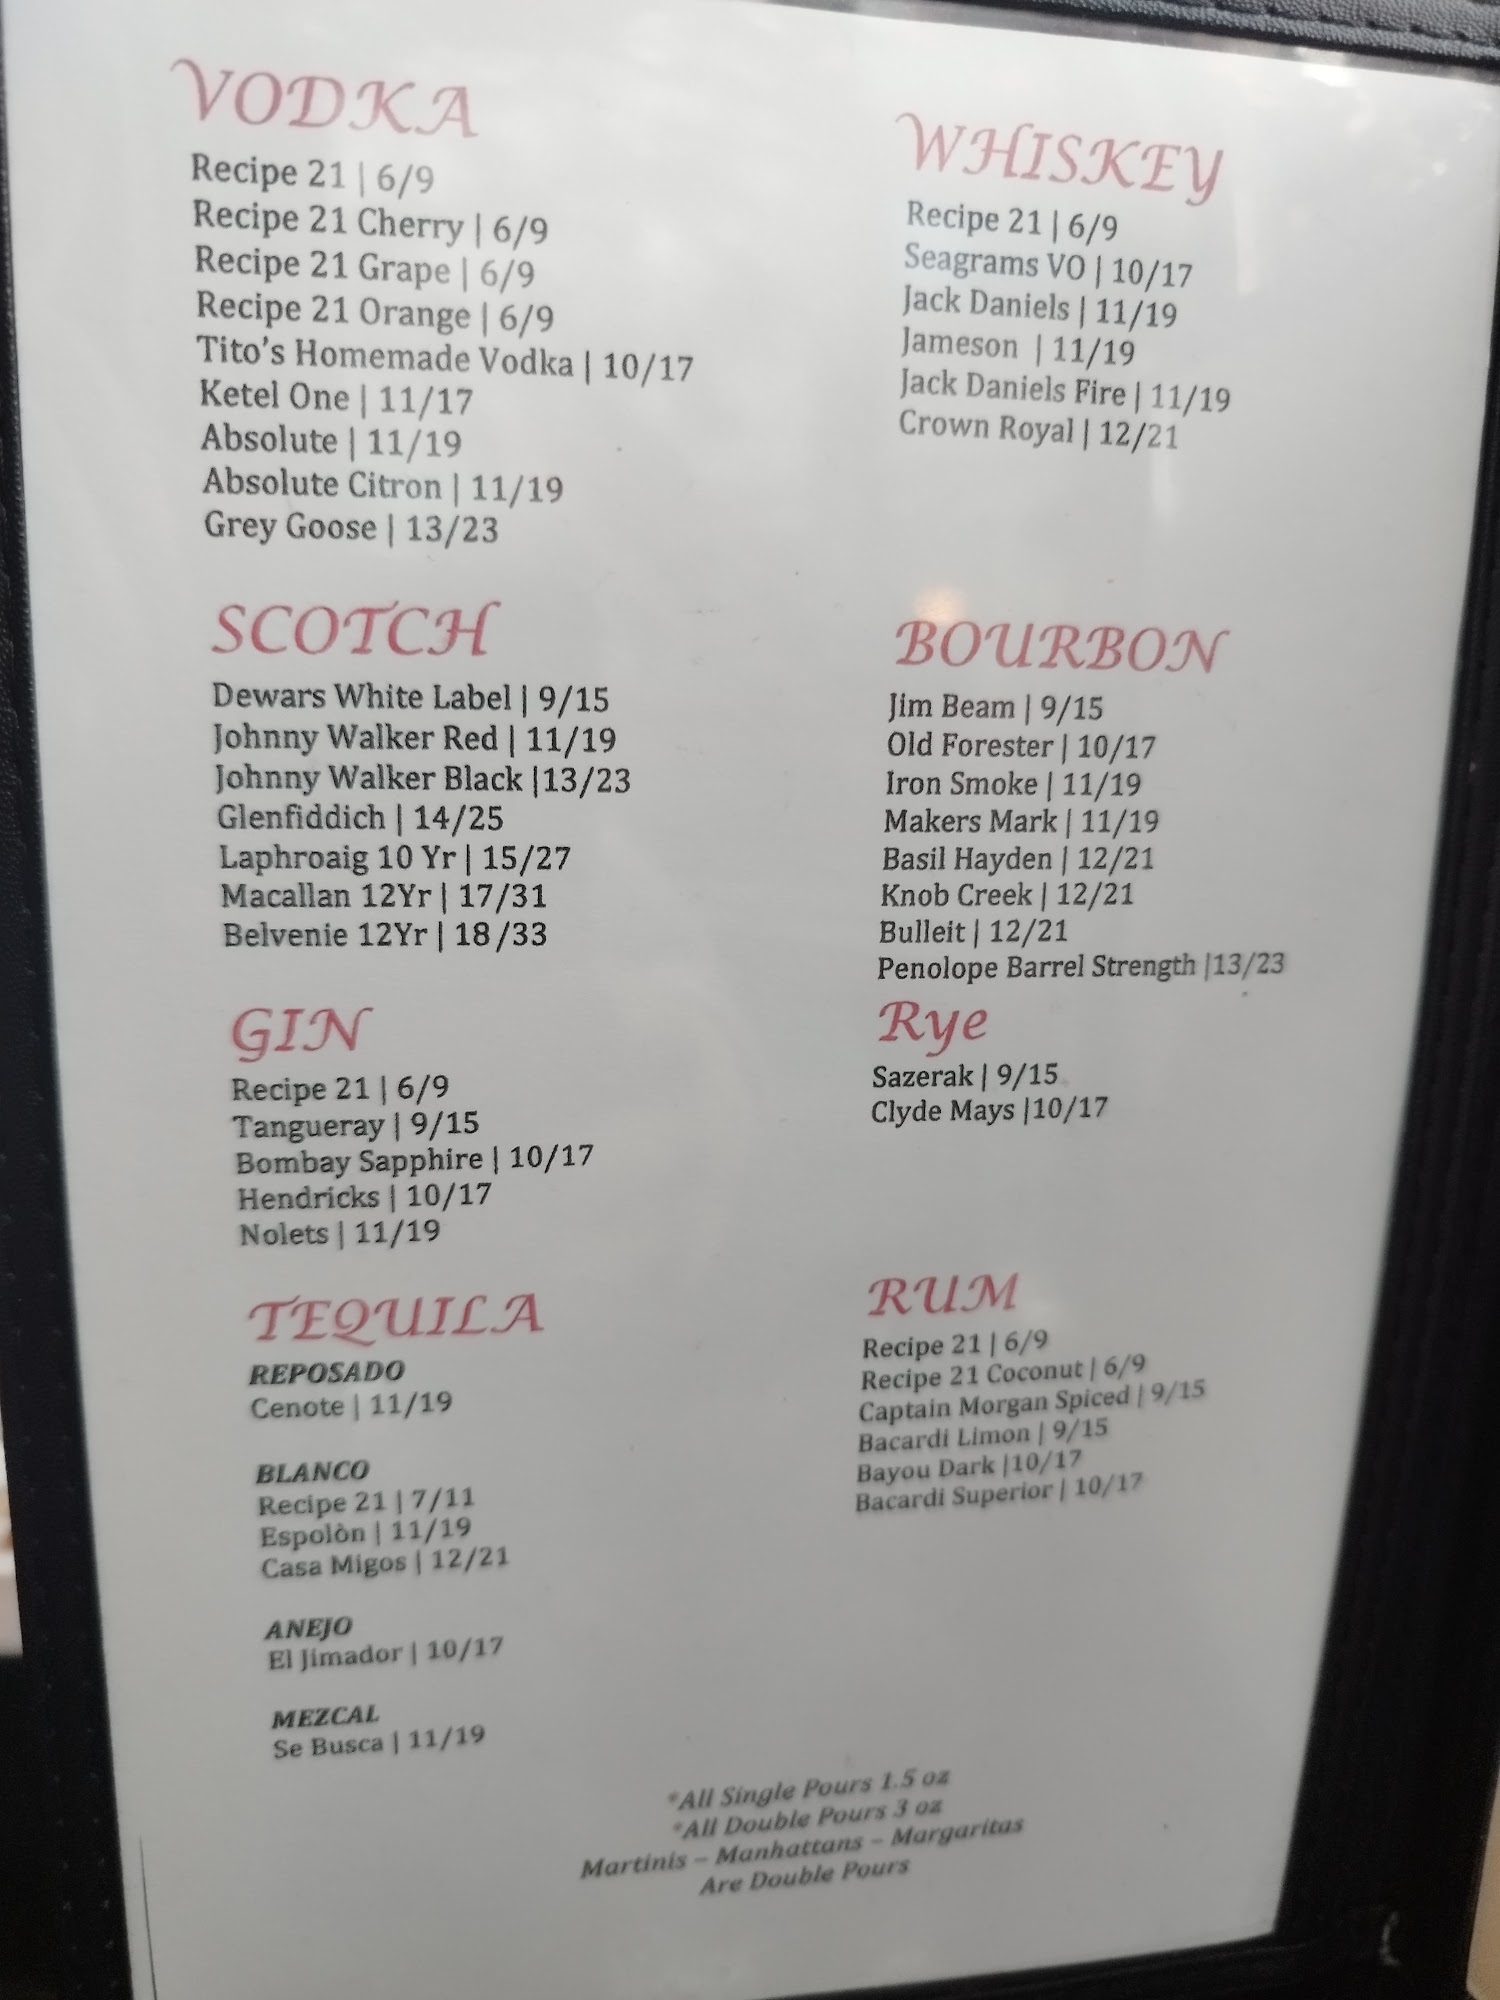 VODKA
Recipe 21 | 6/9
Recipe 21 Cherry | 6/9
Recipe 21 Grape | 6/9
Recipe 21 Orange | 6/9
Tito's Homemade Vodka | 10/17
Ketel One | 11/17
Absolute | 11/19
Absolute Citron | 11/19
Grey Goose | 13/23
SCOTCH
Dewars White Label | 9/15
Johnny Walker Red | 11/19
Johnny Walker Black |13/23
Glenfiddich | 14/25
Laphroaig 10 Yr | 15/27
Macallan 12Yr | 17/31
Belvenie 12Yr | 18/33
GIN
Recipe 21 | 6/9
Tangueray | 9/15
Bombay Sapphire | 10/17
Hendricks | 10/17
Nolets | 11/19
TEQUILA
REPOSADO
Cenote | 11/19
BLANCO
Recipe 21 | 7/11
Espolòn | 11/19
Casa Migos | 12/21
ANEJO
El Jimador | 10/17
MEZCAL
Se Busca | 11/19
WHISKEY
Recipe 21 | 6/9
Seagrams VO | 10/17
Jack Daniels | 11/19
Jameson | 11/19
Jack Daniels Fire | 11/19
Crown Royal | 12/21
BOURBON
Jim Beam | 9/15
Old Forester | 10/17
Iron Smoke | 11/19
Makers Mark | 11/19
Basil Hayden | 12/21
Knob Creek | 12/21
Bulleit | 12/21
Penolope Barrel Strength |13/23
Rye
Sazerak | 9/15
Clyde Mays |10/17
RUM
Recipe 21 | 6/9
Recipe 21 Coconut | 6/9
Captain Morgan Spiced | 9/15
Bacardi Limon | 9/15
Bayou Dark |10/17
Bacardi Superior | 10/17
*All Single Pours 1.5 oz
*All Double Pours 3 oz
Martinis – Manhattans – Margaritas
Are Double Pours